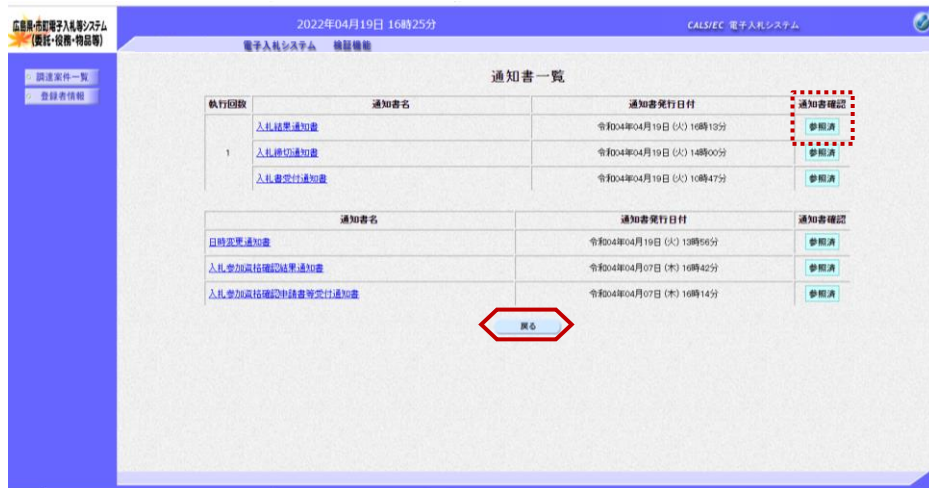 広島県・市町電子入札等システム
(委託・役務・物品等)
2022年04月19日 16時25分
CALS/EC 電子入札システム
電子入札システム 検証機能
調達案件一覧
登録者情報
通知書一覧
執行回数 通知書名 通知書発行日付 通知書確認
入札結果通知書 令和04年04月19日 (火) 16時13分 参照済
1 入札締切通知書 令和04年04月19日 (火) 14時00分 参照済
入札書受付通知書 令和04年04月19日 (火) 10時47分 参照済
通知書名 通知書発行日付 通知書確認
日時変更通知書 令和04年04月19日 (火) 13時56分 参照済
入札参加資格確認結果通知書 令和04年04月07日 (木) 16時42分 参照済
入札参加資格確認申請書等受付通知書 令和04年04月07日 (木) 16時14分 参照済
戻る